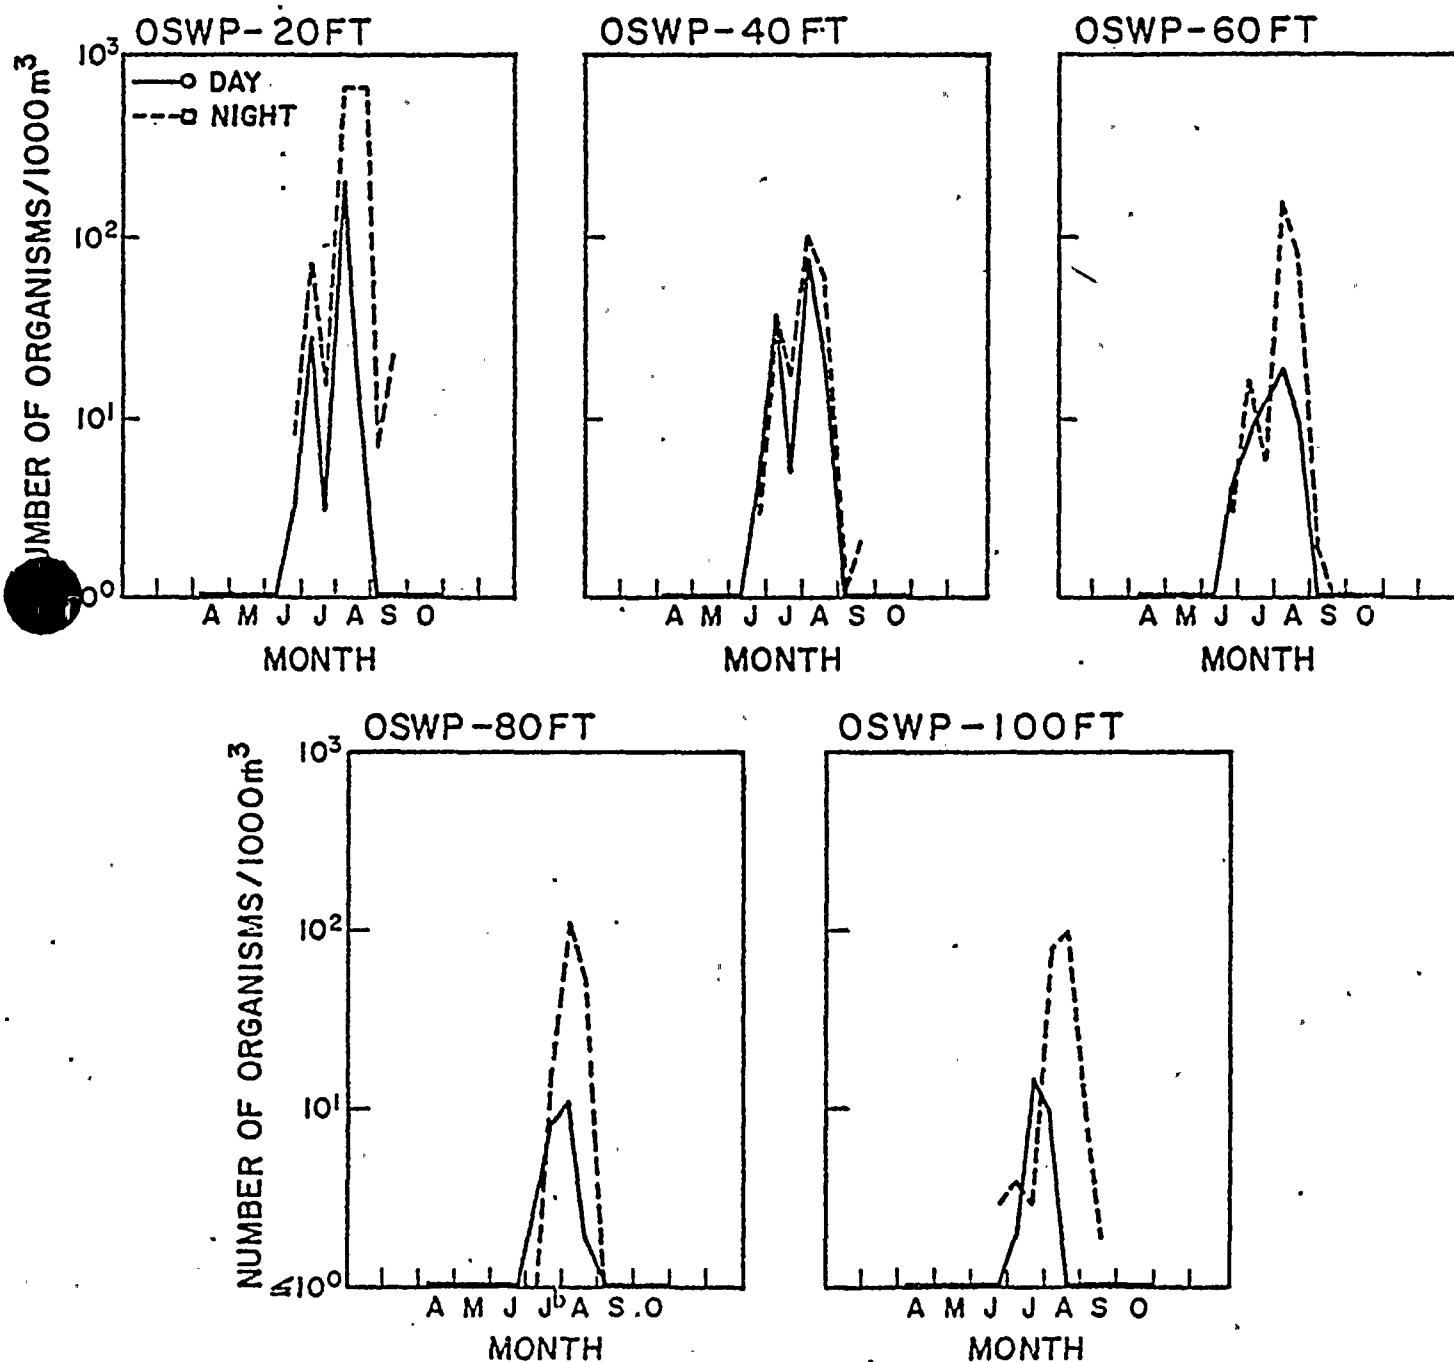 OSWP-20FT OSWP-40FT OSWP-60FT
NUMBER OF ORGANISMS/1000m³
10³
10²
10¹
DAY
NIGHT
A M J J A S O
A M J J A S O
A M J J A S O
MONTH MONTH MONTH
OSWP-80FT OSWP-100FT
NUMBER OF ORGANISMS/1000m³
10³
10²
10¹
≤10⁰
A M J J A S O
A M J J A S O
MONTH MONTH